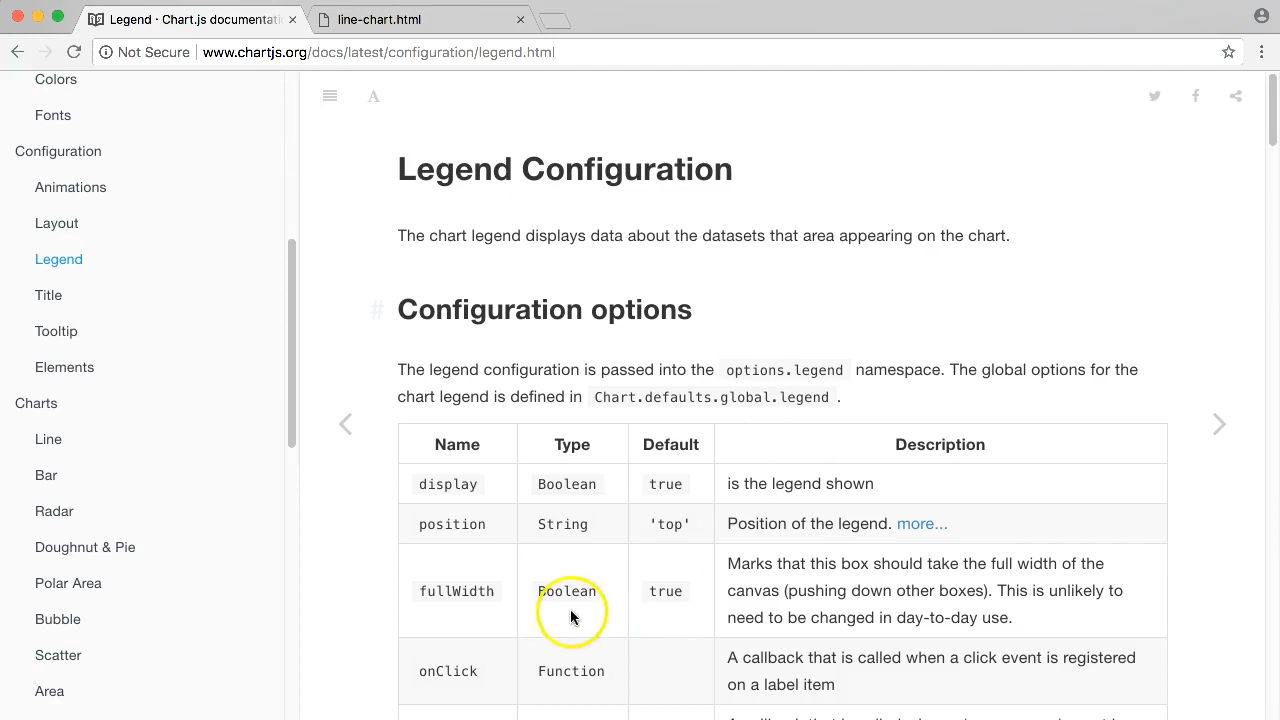 Legend · Chart.js documentati
line-chart.html
Not Secure www.chartjs.org/docs/latest/configuration/legend.html
Colors
Fonts
Configuration
Animations
Layout
Legend
Title
Tooltip
Elements
Charts
Line
Bar
Radar
Doughnut & Pie
Polar Area
Bubble
Scatter
Area
A
Legend Configuration
The chart legend displays data about the datasets that area appearing on the chart.
# Configuration options
The legend configuration is passed into the options.legend namespace. The global options for the
chart legend is defined in Chart.defaults.global.legend .
Name Type Default Description
display Boolean true is the legend shown
position String 'top' Position of the legend. more...
fullWidth Boolean true Marks that this box should take the full width of the
canvas (pushing down other boxes). This is unlikely to
need to be changed in day-to-day use.
onClick Function A callback that is called when a click event is registered
on a label item